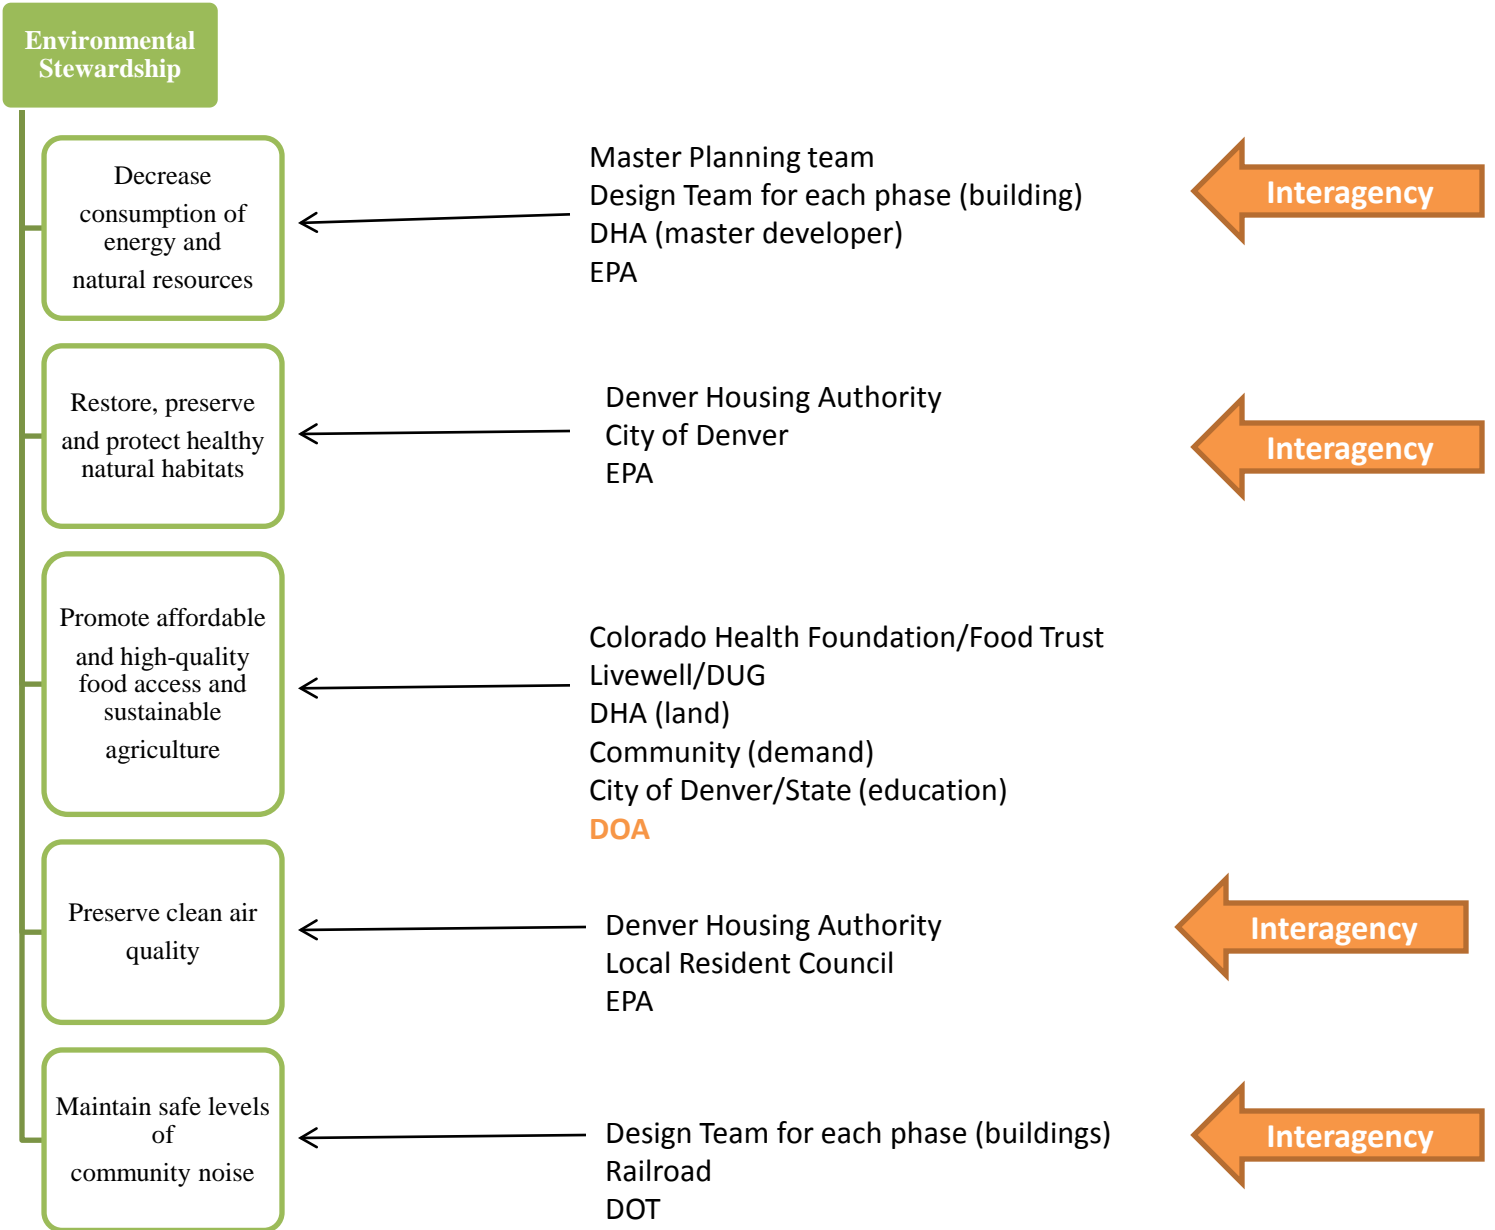 Environmental
Stewardship
Decrease
consumption of
energy and
natural resources
Master Planning team
Design Team for each phase (building)
DHA (master developer)
EPA
Interagency
Restore, preserve
and protect healthy
natural habitats
Denver Housing Authority
City of Denver
EPA
Interagency
Promote affordable
and high-quality
food access and
sustainable
agriculture
Colorado Health Foundation/Food Trust
Livewell/DUG
DHA (land)
Community (demand)
City of Denver/State (education)
DOA
Preserve clean air
quality
Denver Housing Authority
Local Resident Council
EPA
Interagency
Maintain safe levels
of
community noise
Design Team for each phase (buildings)
Railroad
DOT
Interagency